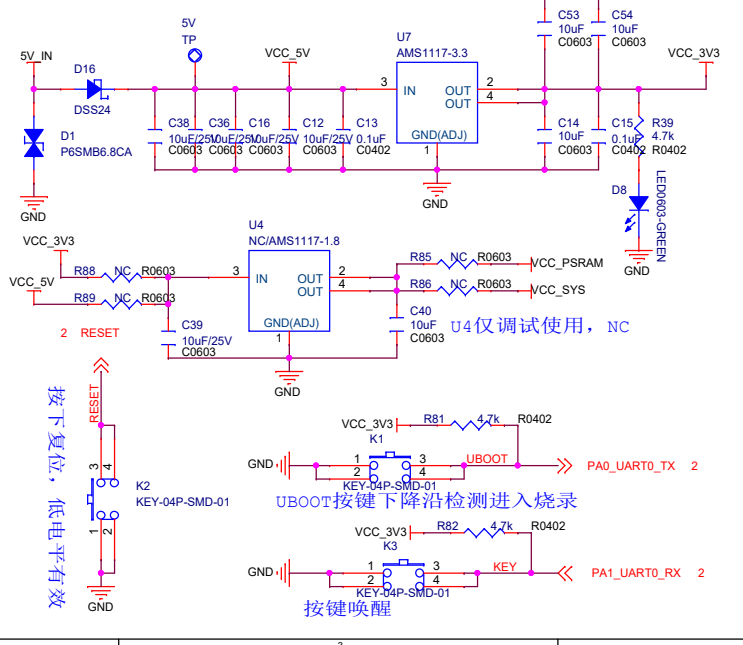 C53
10uF
C0603
C54
10uF
C0603
U7
AMS1117-3.3
5V
TP
5V_IN
D16
DSS24
VCC_5V
VCC_3V3
3
IN
OUT
OUT
2
4
GND(ADJ)
1
D1
P6SMB6.8CA
C38
10uF/25V
C0603
C36
10uF/25V
C0603
C16
10uF/25V
C0603
C12
10uF/25V
C0603
C13
0.1uF
C0402
C14
10uF
C0603
C15
0.1uF
C0402
R39
4.7k
R0402
D8
LED0603-GREEN
GND
GND
GND
U4
NC/AMS1117-1.8
VCC_3V3
R88
NC
R0603
VCC_5V
R89
NC
R0603
3
IN
OUT
OUT
2
4
GND(ADJ)
1
R85
NC
R0603
VCC_PSRAM
R86
NC
R0603
VCC_SYS
C39
10uF/25V
C0603
C40
10uF
C0603
U4仅调试使用，NC
GND
2 RESET
RESET
按下复位，低电平有效
3
4
K2
KEY-04P-SMD-01
1
2
GND
VCC_3V3
R81
4.7k
R0402
K1
GND
1
2
3
4
UBOOT
KEY-04P-SMD-01
PA0_UART0_TX 2
UBOOT按键下降沿检测进入烧录
VCC_3V3
R82
4.7k
R0402
K3
GND
1
2
3
4
KEY
KEY-04P-SMD-01
PA1_UART0_RX 2
按键唤醒